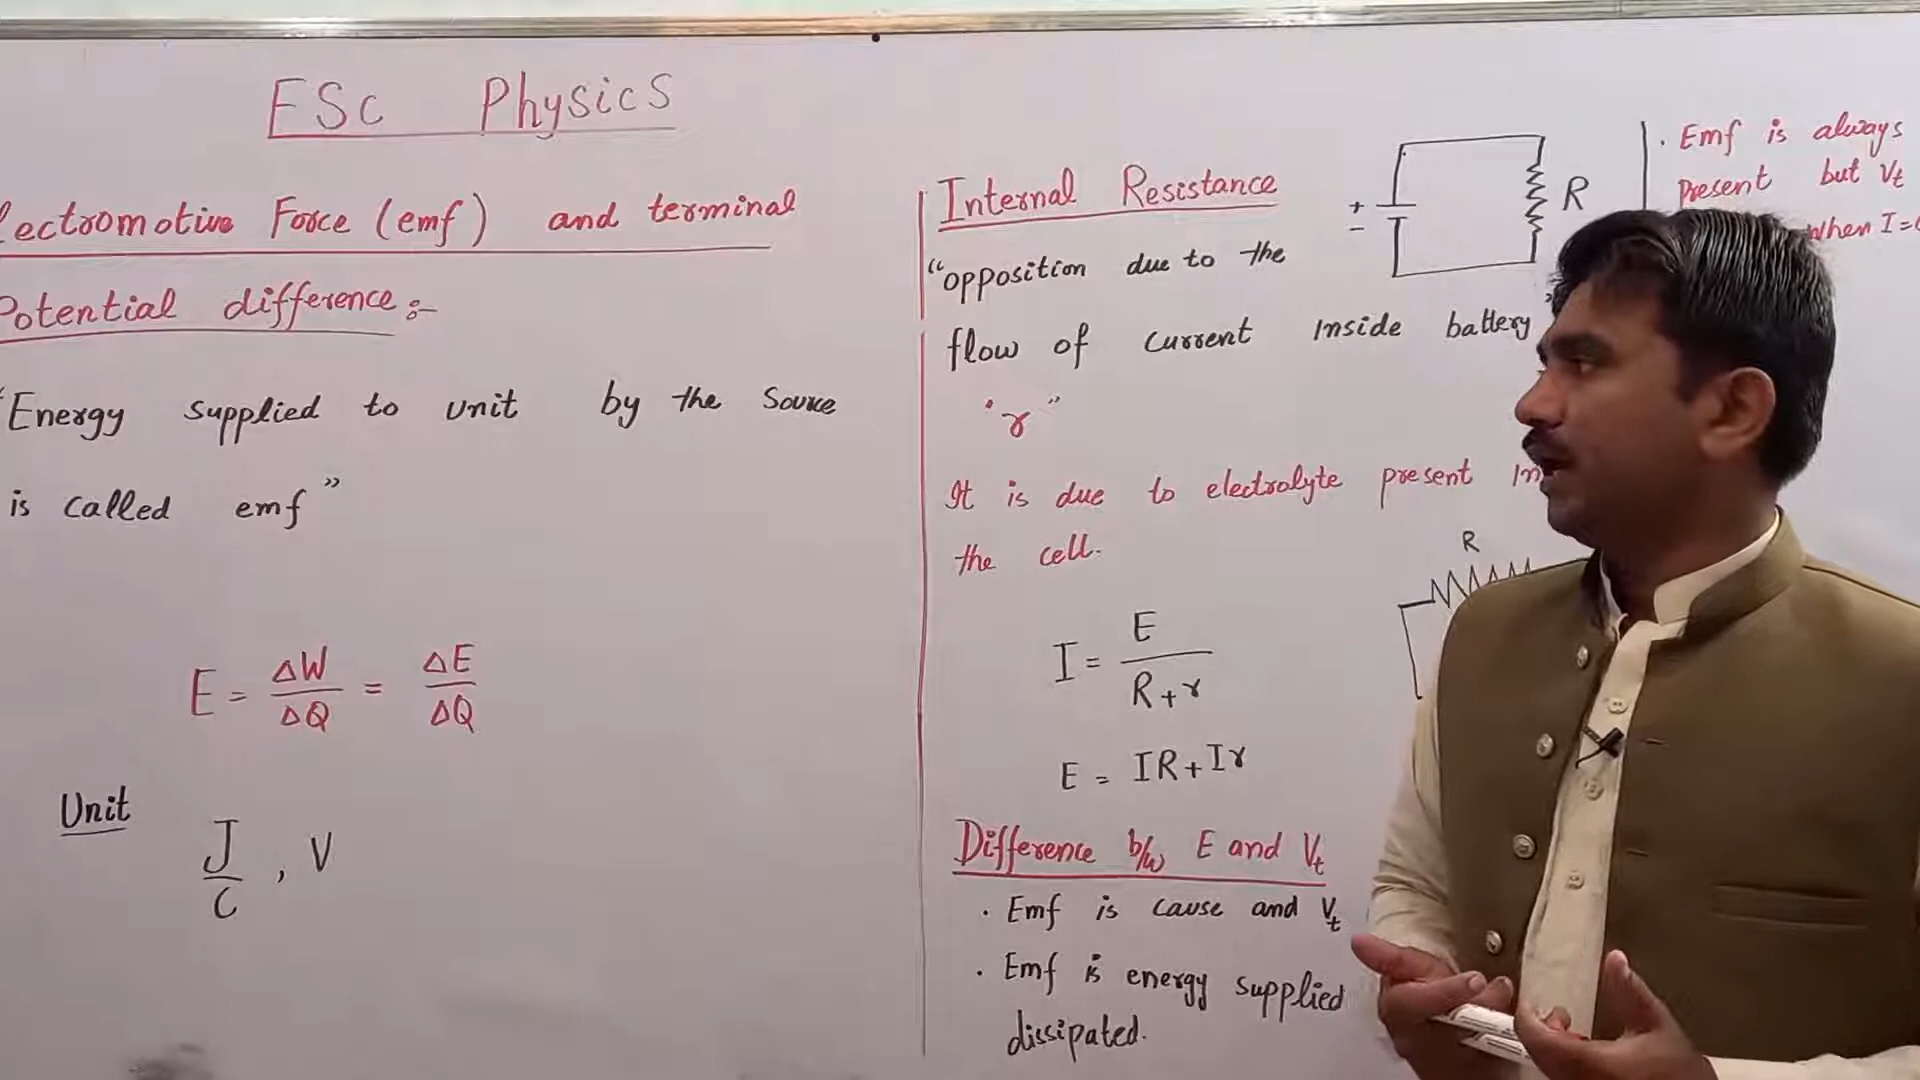 FSc Physics
lectromotive Force (emf) and terminal
Potential difference:-
"Energy supplied to unit by the source
is called emf"
E = ΔW/ΔQ = ΔE/ΔQ
Unit
J/C , V
Internal Resistance
"opposition due to the
flow of current inside battery"
"r"
It is due to electrolyte present In
the cell.
I = E/R+r
E = IR+Ir
Difference b/w E and Vt
. Emf is cause and Vt
. Emf is energy supplied
dissipated.
+
-
R
R
. Emf is always
present but Vt
when I=